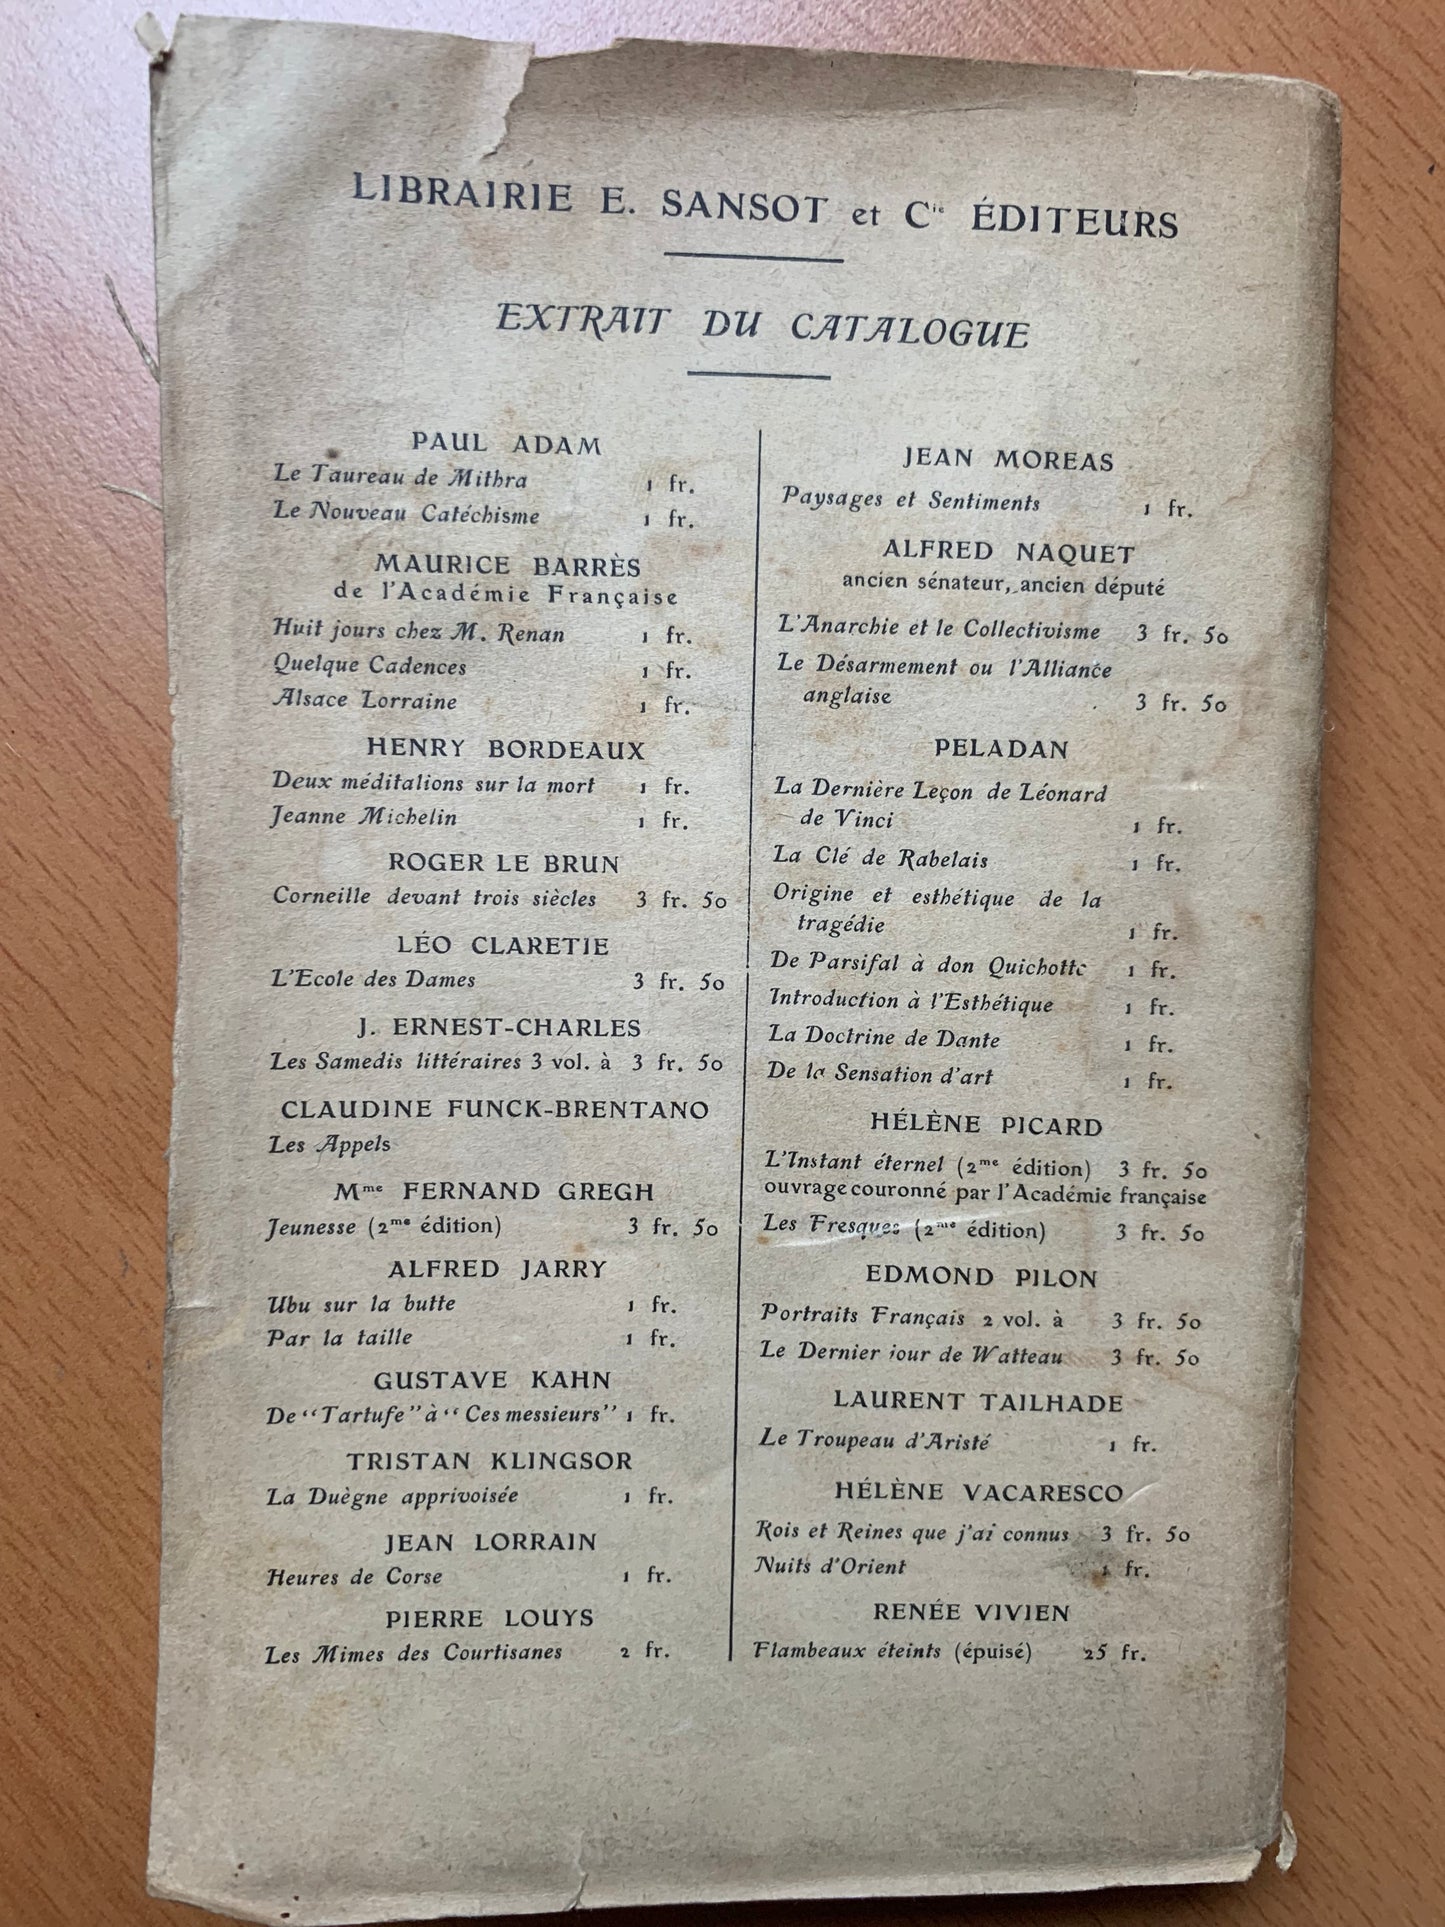 LIBRAIRIE E. SANSOT et Cie ÉDITEURS
EXTRAIT DU CATALOGUE
PAUL ADAM
Le Taureau de Mithra 1 fr.
Le Nouveau Catéchisme 1 fr.
MAURICE BARRÈS
de l'Académie Française
Huit jours chez M. Renan 1 fr.
Quelque Cadences 1 fr.
Alsace Lorraine 1 fr.
HENRY BORDEAUX
Deux méditalions sur la mort 1 fr.
Jeanne Michelin 1 fr.
ROGER LE BRUN
Corneille devant trois siècles 3 fr. 50
LÉO CLARETIE
L'Ecole des Dames 3 fr. 50
J. ERNEST-CHARLES
Les Samedis littéraires 3 vol. à 3 fr. 50
CLAUDINE FUNCK-BRENTANO
Les Appels
Mme FERNAND GREGH
Jeunesse (2me édition) 3 fr. 50
ALFRED JARRY
Ubu sur la butte 1 fr.
Par la taille 1 fr.
GUSTAVE KAHN
De "Tartufe" à "Ces messieurs" 1 fr.
TRISTAN KLINGSOR
La Duègne apprivoisée 1 fr.
JEAN LORRAIN
Heures de Corse 1 fr.
PIERRE LOUYS
Les Mimes des Courtisanes 2 fr.
JEAN MOREAS
Paysages et Sentiments 1 fr.
ALFRED NAQUET
ancien sénateur, ancien député
L'Anarchie et le Collectivisme 3 fr. 50
Le Désarmement ou l'Alliance
anglaise 3 fr. 50
PELADAN
La Dernière Leçon de Léonard
de Vinci 1 fr.
La Clé de Rabelais 1 fr.
Origine et esthétique de la
tragédie 1 fr.
De Parsifal à don Quichotte 1 fr.
Introduction à l'Esthétique 1 fr.
La Doctrine de Dante 1 fr.
De la Sensation d'art 1 fr.
HÉLÈNE PICARD
L'Instant éternel (2me édition) 3 fr. 50
ouvrage couronné par l'Académie française
Les Fresques (2me édition) 3 fr. 50
EDMOND PILON
Portraits Français 2 vol. à 3 fr. 50
Le Dernier jour de Watteau 3 fr. 50
LAURENT TAILHADE
Le Troupeau d'Aristé 1 fr.
HÉLÈNE VACARESCO
Rois et Reines que j'ai connus 3 fr. 50
Nuits d'Orient 1 fr.
RENÉE VIVIEN
Flambeaux éteints (épuisé) 25 fr.